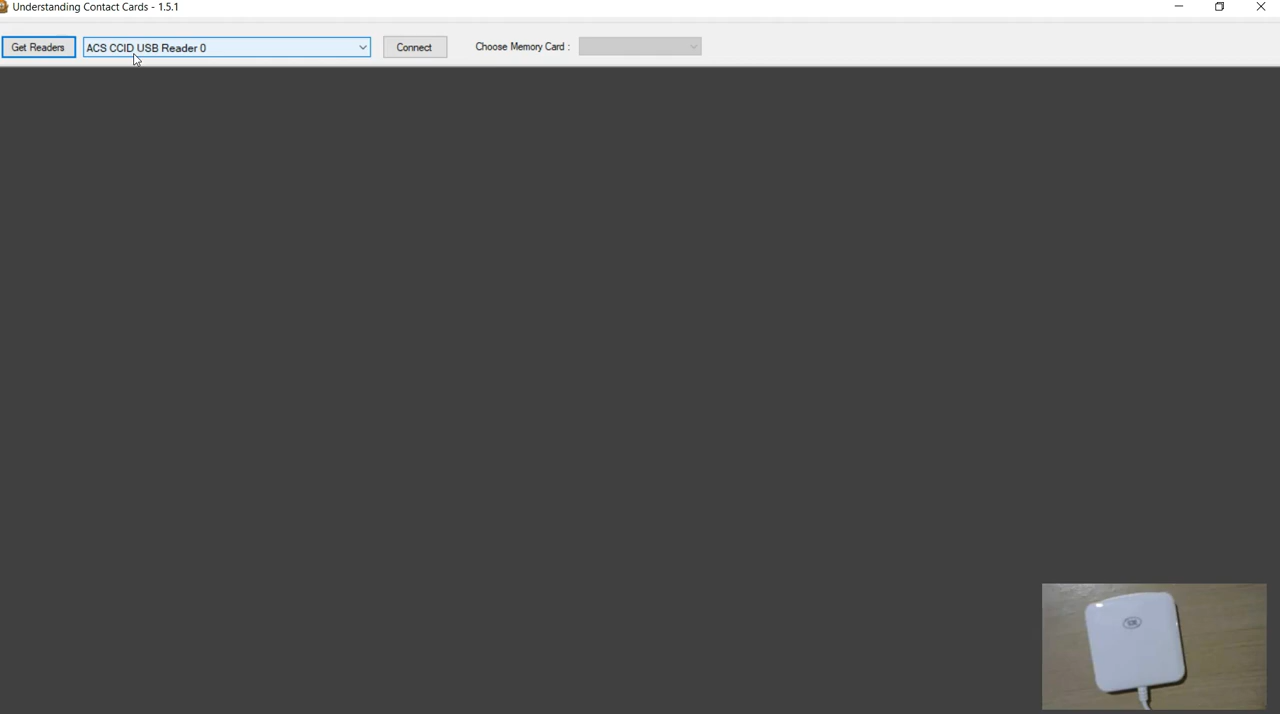 Understanding Contact Cards - 1.5.1
Get Readers
ACS CCID USB Reader 0
Connect
Choose Memory Card :